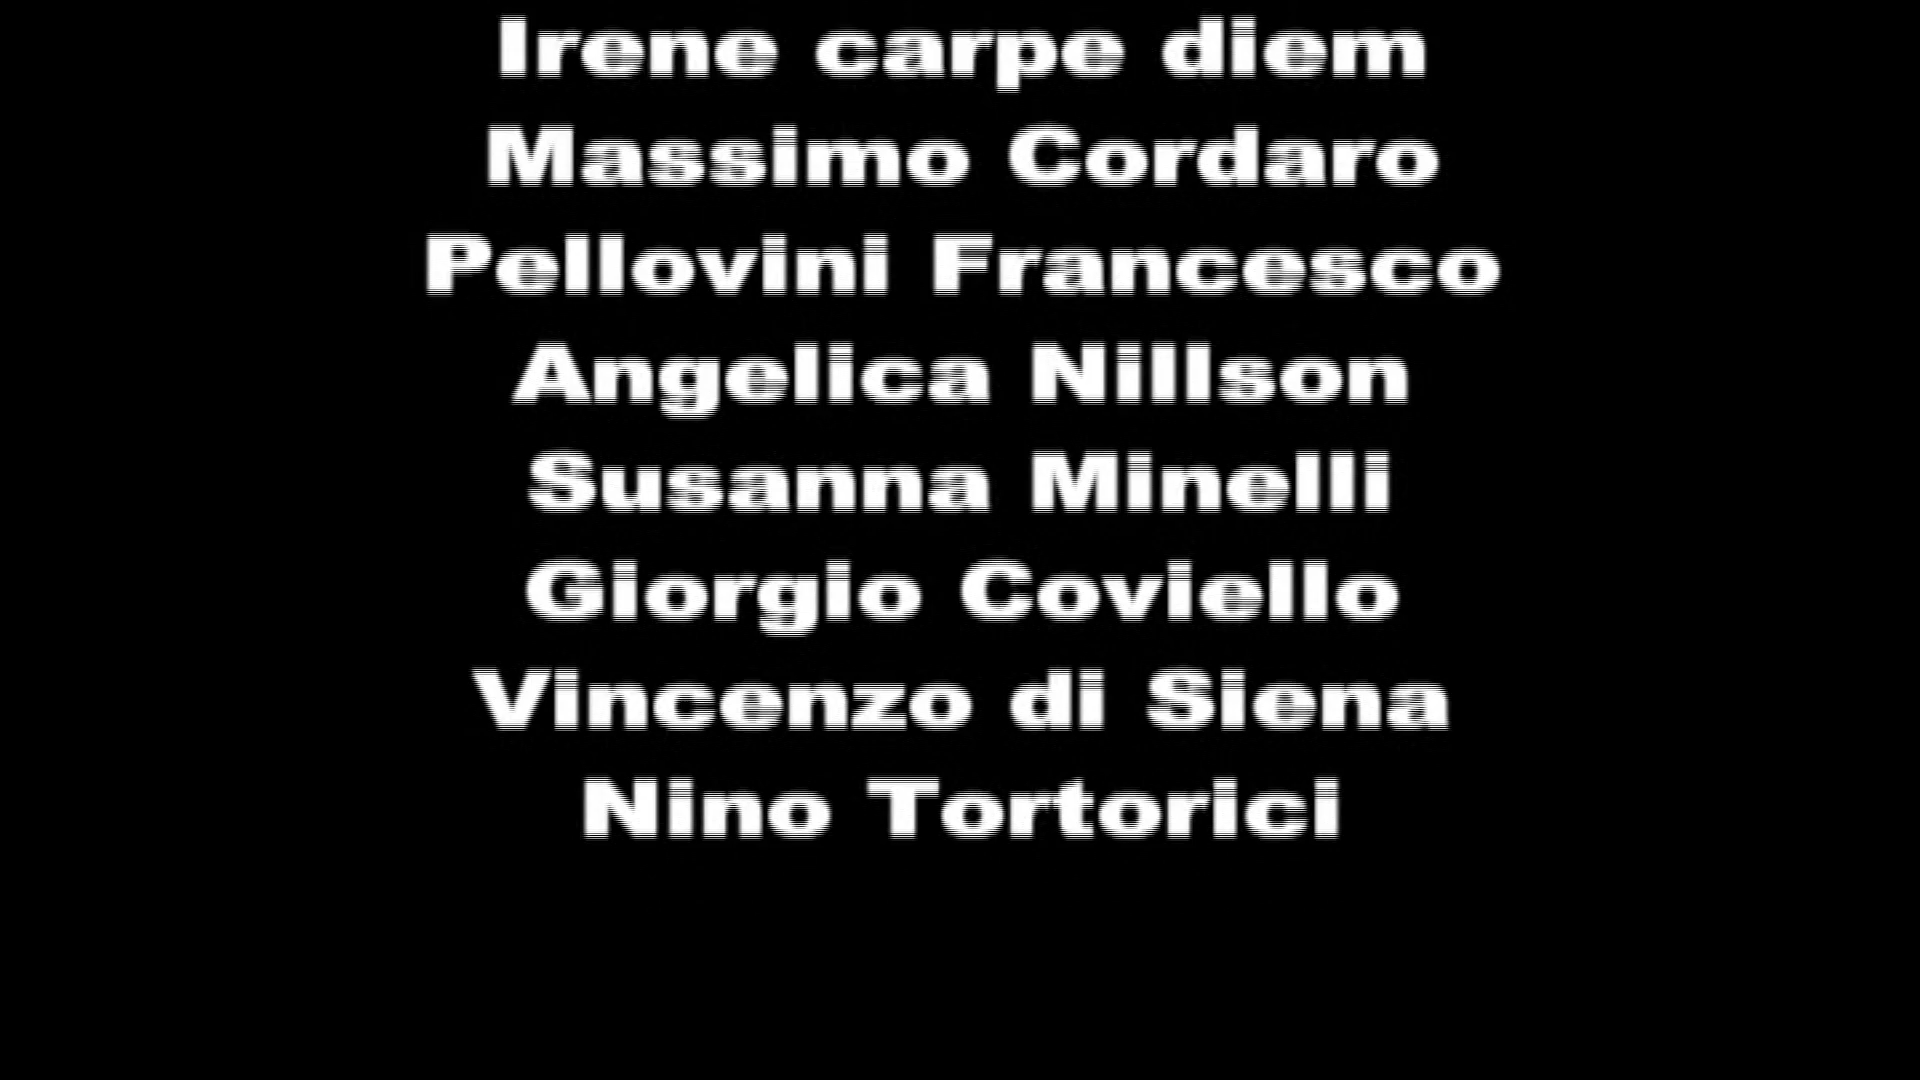 Irene carpe diem
Massimo Cordaro
Pellovini Francesco
Angelica Nillson
Susanna Minelli
Giorgio Coviello
Vincenzo di Siena
Nino Tortorici